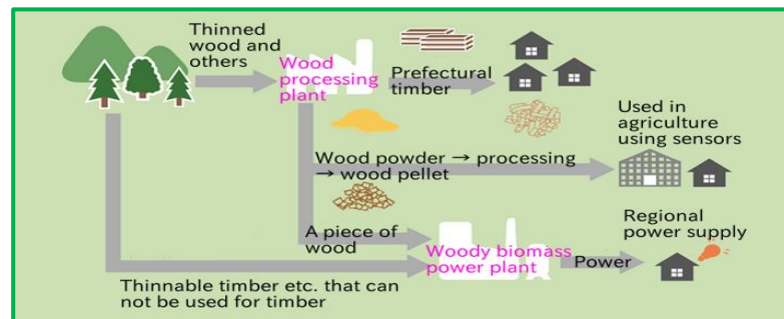 Thinned
wood and
others
Wood
processing
plant
Prefectural
timber
Used in
agriculture
using sensors
Wood powder → processing
→ wood pellet
A piece of
wood
Woody biomass
power plant
Power
Regional
power supply
Thinnable timber etc. that can
not be used for timber